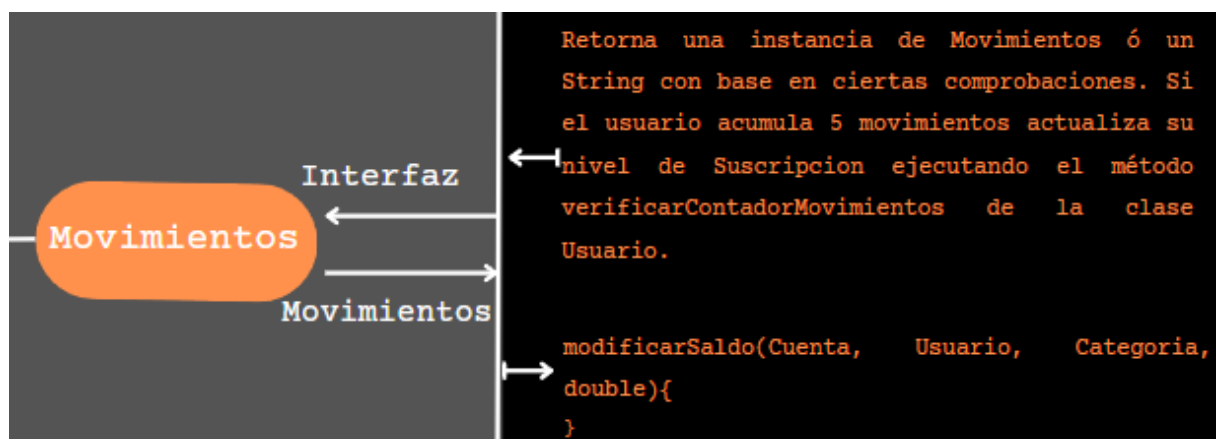 Interfaz
Movimientos
Movimientos
Retorna una instancia de Movimientos ó un
String con base en ciertas comprobaciones. Si
el usuario acumula 5 movimientos actualiza su
nivel de Suscripcion ejecutando el método
verificarContadorMovimientos de la clase
Usuario.
modificarSaldo(Cuenta, Usuario, Categoria,
double){
}